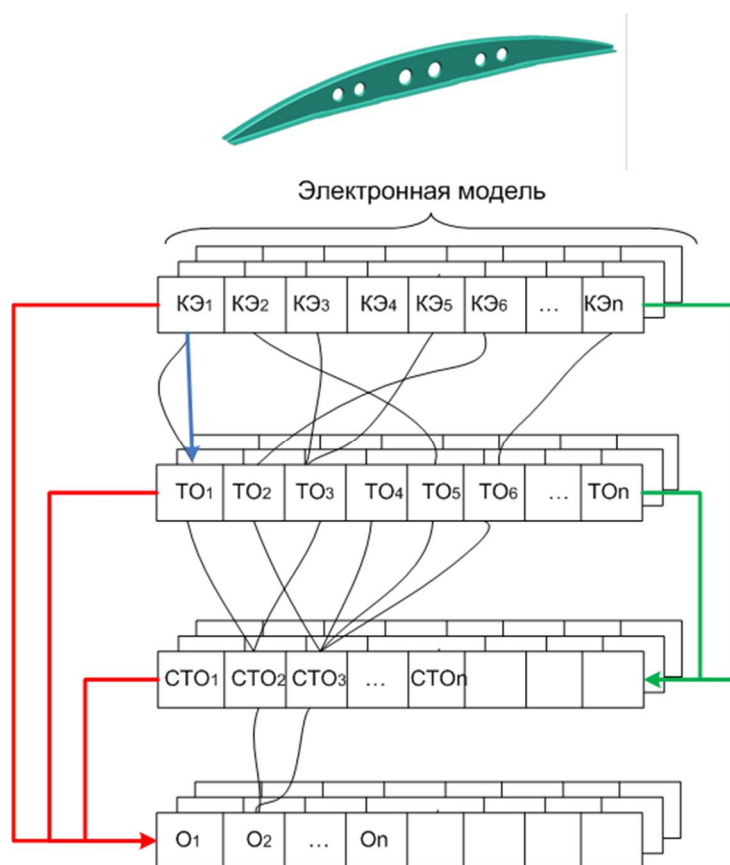 Электронная модель
КЭ1 КЭ2 КЭ3 КЭ4 КЭ5 КЭ6 ... КЭn
ТО1 ТО2 ТО3 ТО4 ТО5 ТО6 ... ТОn
СТО1 СТО2 СТО3 ... СТОn
О1 О2 ... Оn